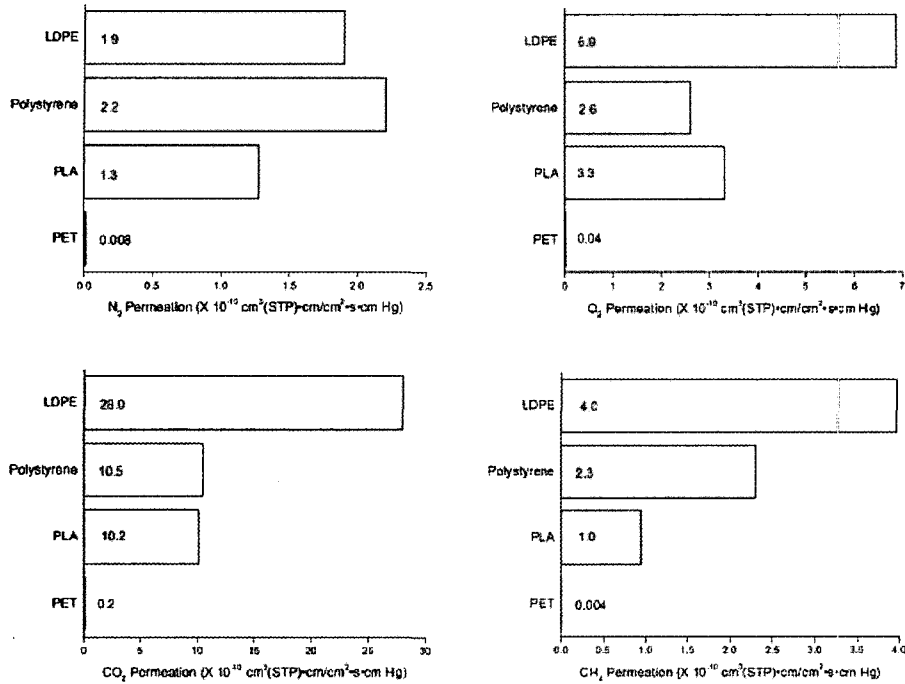 LDPE 1.9
Polystyrene 2.2
PLA 1.3
PET 0.008
0.0 0.5 1.0 1.5 2.0 2.5
N₂ Permeation (X 10⁻¹⁰ cm³(STP)•cm/cm²•s•cm Hg)
LDPE 6.9
Polystyrene 2.6
PLA 3.3
PET 0.04
0 1 2 3 4 5 6 7
O₂ Permeation (X 10⁻¹⁰ cm³(STP)•cm/cm²•s•cm Hg)
LDPE 28.0
Polystyrene 10.5
PLA 10.2
PET 0.2
0 5 10 15 20 25 30
CO₂ Permeation (X 10⁻¹⁰ cm³(STP)•cm/cm²•s•cm Hg)
LDPE 4.0
Polystyrene 2.3
PLA 1.0
PET 0.004
0.0 0.5 1.0 1.5 2.0 2.5 3.0 3.5 4.0
CH₄ Permeation (X 10⁻¹⁰ cm³(STP)•cm/cm²•s•cm Hg)